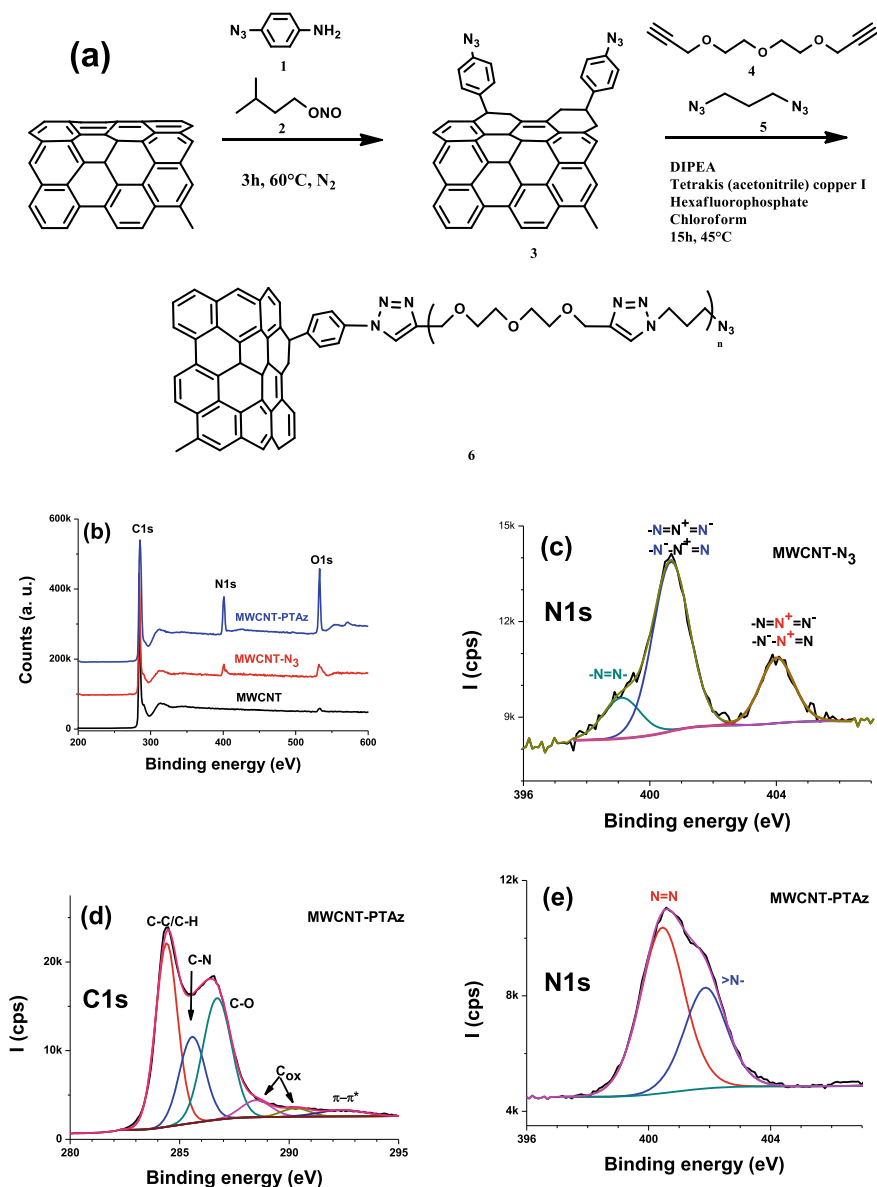 (a)
N3
NH2
1
ONO
2
3h, 60°C, N2
N3
N3
3
O
O
O
4
N3
N3
5
DIPEA
Tetrakis (acetonitrile) copper I
Hexafluorophosphate
Chloroform
15h, 45°C
N=N
N
O
O
O
N=N
N
N3
n
6
(b)
C1s
N1s
O1s
MWCNT-PTAz
MWCNT-N3
MWCNT
Counts (a. u.)
600k
400k
200k
0
200
300
400
500
600
Binding energy (eV)
(c)
-N=N+=N-
-N--N+=N
MWCNT-N3
N1s
-N=N+=N-
-N--N+=N
-N=N-
I (cps)
15k
12k
9k
396
400
404
Binding energy (eV)
(d)
C-C/C-H
MWCNT-PTAz
C-N
C1s
C-O
Cox
π–π*
I (cps)
20k
10k
0
280
285
290
295
Binding energy (eV)
(e)
N=N
MWCNT-PTAz
N1s
>N-
I (cps)
12k
8k
4k
396
400
404
Binding energy (eV)